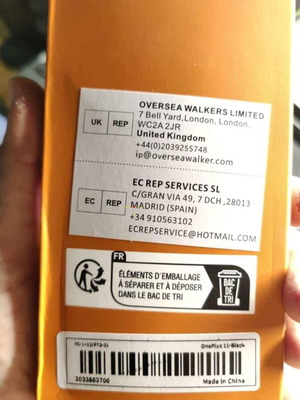 OVERSEA WALKERS LIMITED
7 Bell Yard,London, London,
WC2A 2JR
UK REP
United Kingdom
+44(0)2039255748
ip@overseawalker.com
EC REP SERVICES SL
C/GRAN VIA 49, 7 DCH ,28013
EC REP
MADRID (SPAIN)
+34 910563102
ECREPSERVICE@HOTMAIL.COM
FR
ÉLÉMENTS D'EMBALLAGE
À SÉPARER ET À DÉPOSER
DANS LE BAC DE TRI
BAC
DE
TRI
OnePlus 11-Black
2033662700
Made in China